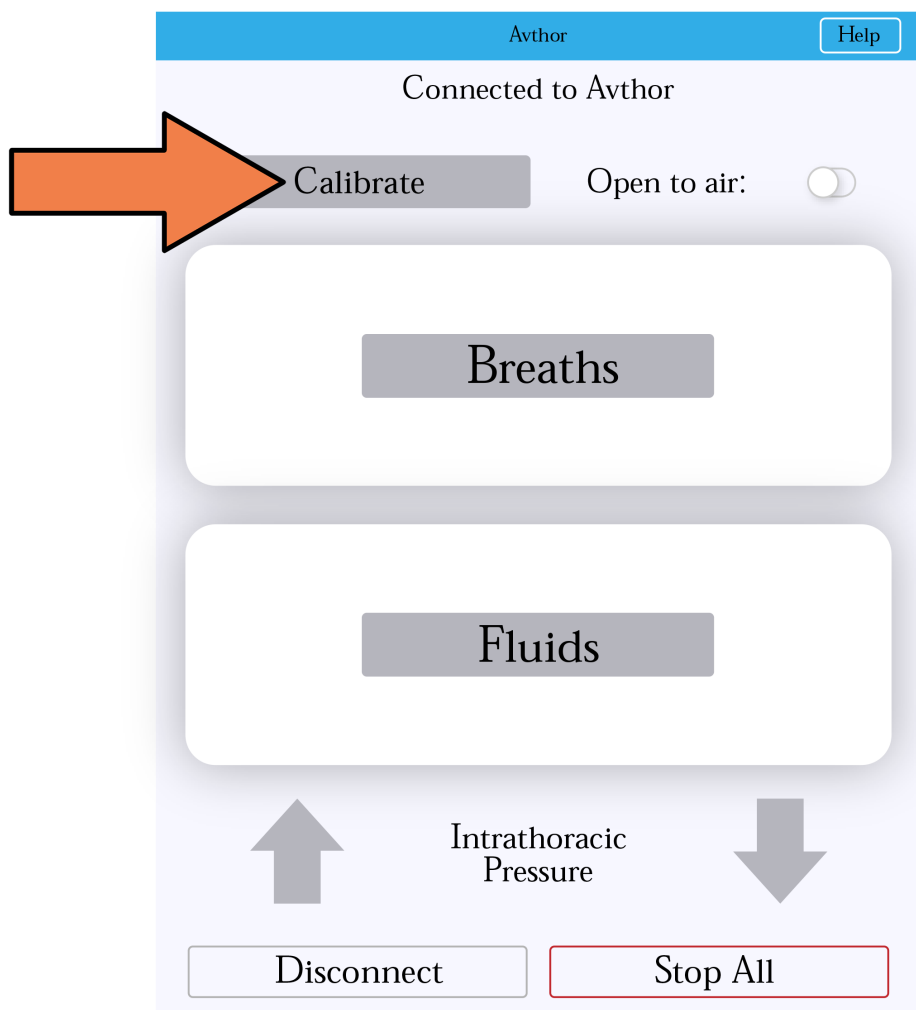 Avthor
Help
Connected to Avthor
Calibrate
Open to air:
Breaths
Fluids
Intrathoracic
Pressure
Disconnect
Stop All